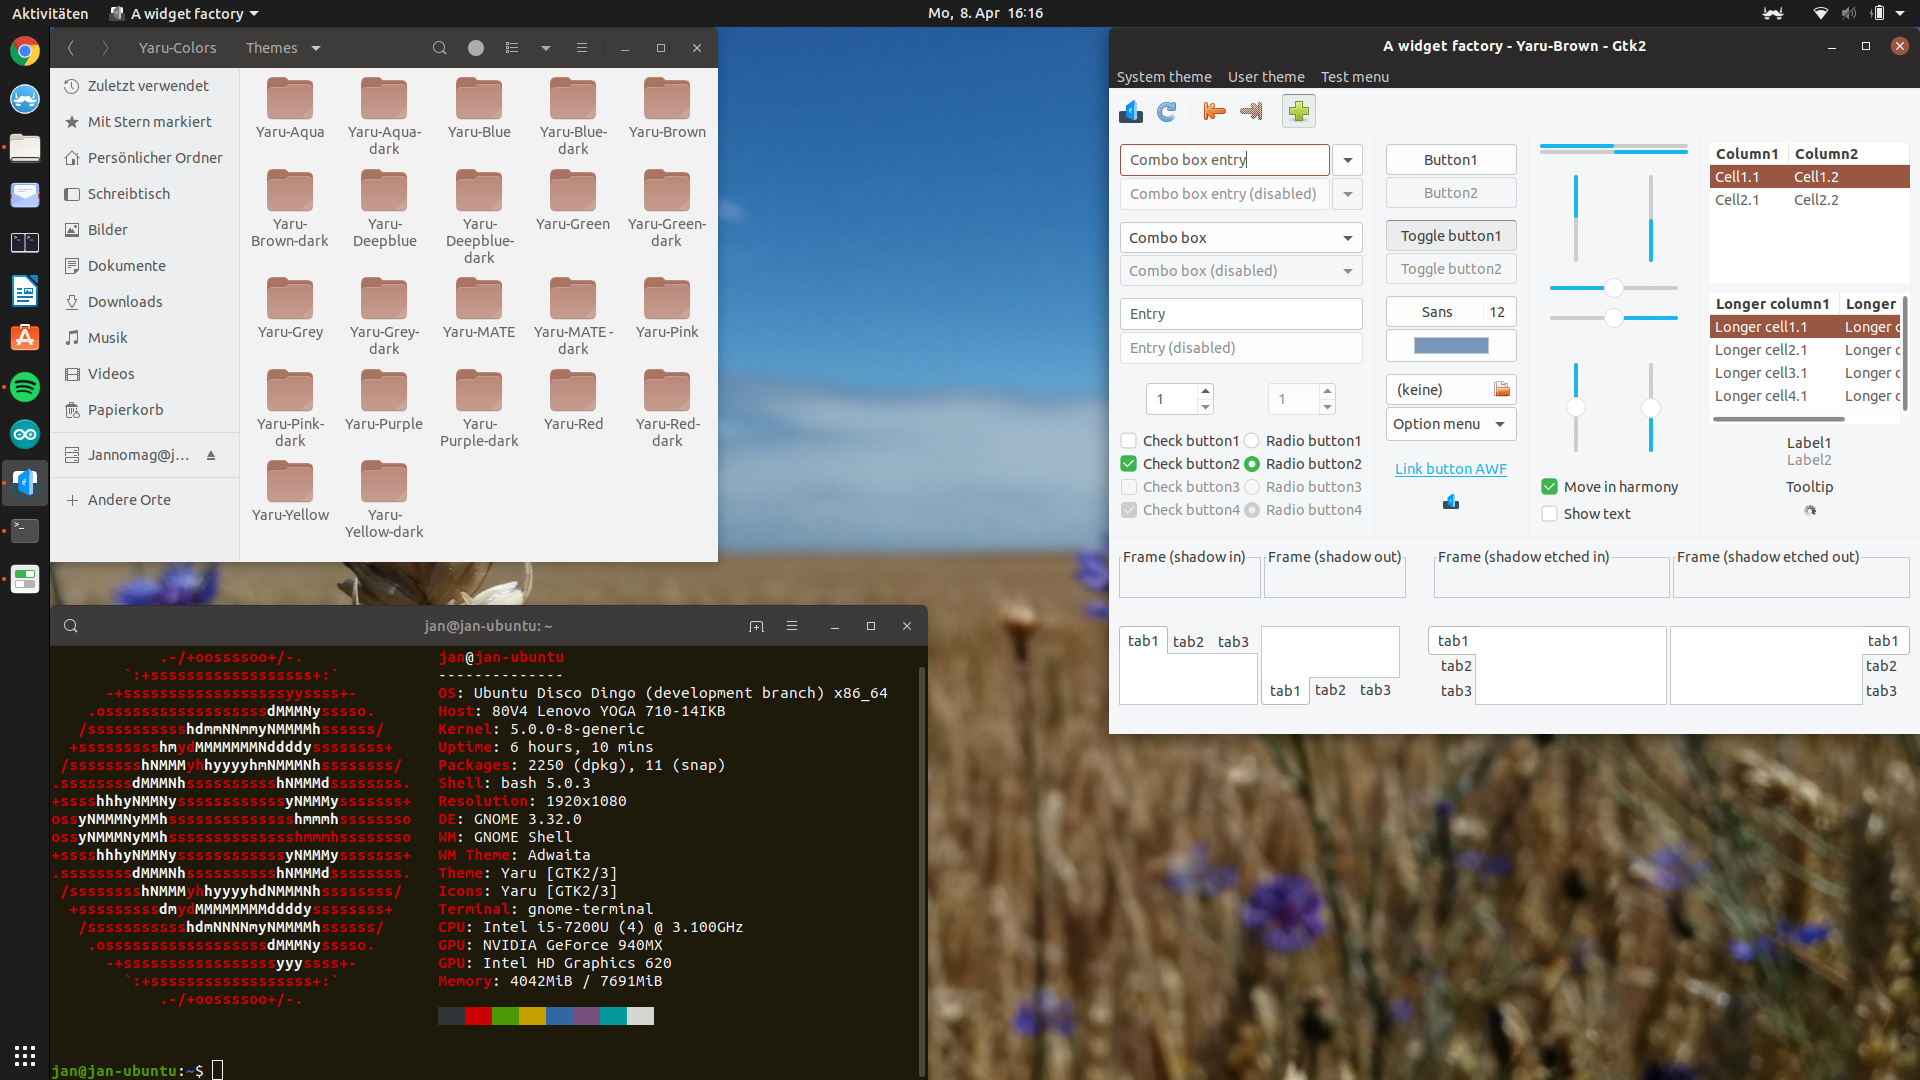 Aktivitäten
A widget factory
Mo, 8. Apr 16:16
Yaru-Colors
Themes
Zuletzt verwendet
Mit Stern markiert
Persönlicher Ordner
Schreibtisch
Bilder
Dokumente
Downloads
Musik
Videos
Papierkorb
Jannomag@j...
Andere Orte
Yaru-Aqua
Yaru-Aqua-
dark
Yaru-Blue
Yaru-Blue-
dark
Yaru-Brown
Yaru-
Brown-dark
Yaru-
Deepblue
Yaru-
Deepblue-
dark
Yaru-Green
Yaru-Green-
dark
Yaru-Grey
Yaru-Grey-
dark
Yaru-MATE
Yaru-MATE-
dark
Yaru-Pink
Yaru-Pink-
dark
Yaru-Purple
Yaru-
Purple-dark
Yaru-Red
Yaru-Red-
dark
Yaru-Yellow
Yaru-
Yellow-dark
jan@jan-ubuntu: ~
jan@jan-ubuntu
--------------
OS: Ubuntu Disco Dingo (development branch) x86_64
Host: 80V4 Lenovo YOGA 710-14IKB
Kernel: 5.0.0-8-generic
Uptime: 6 hours, 10 mins
Packages: 2250 (dpkg), 11 (snap)
Shell: bash 5.0.3
Resolution: 1920x1080
DE: GNOME 3.32.0
WM: GNOME Shell
WM Theme: Adwaita
Theme: Yaru [GTK2/3]
Icons: Yaru [GTK2/3]
Terminal: gnome-terminal
CPU: Intel i5-7200U (4) @ 3.100GHz
GPU: NVIDIA GeForce 940MX
GPU: Intel HD Graphics 620
Memory: 4042MiB / 7691MiB
jan@jan-ubuntu:~$
A widget factory - Yaru-Brown - Gtk2
System theme
User theme
Test menu
Combo box entry
Combo box entry (disabled)
Combo box
Combo box (disabled)
Entry
Entry (disabled)
1
1
Check button1
Radio button1
Check button2
Radio button2
Check button3
Radio button3
Check button4
Radio button4
Button1
Button2
Toggle button1
Toggle button2
Sans 12
(keine)
Option menu
Link button AWF
Move in harmony
Show text
Column1 Column2
Cell1.1 Cell1.2
Cell2.1 Cell2.2
Longer column1 Longer
Longer cell1.1 Longer c
Longer cell2.1 Longer c
Longer cell3.1 Longer c
Longer cell4.1 Longer c
Label1
Label2
Tooltip
Frame (shadow in)
Frame (shadow out)
Frame (shadow etched in)
Frame (shadow etched out)
tab1 tab2 tab3
tab1 tab2 tab3
tab1
tab2
tab3
tab1
tab2
tab3